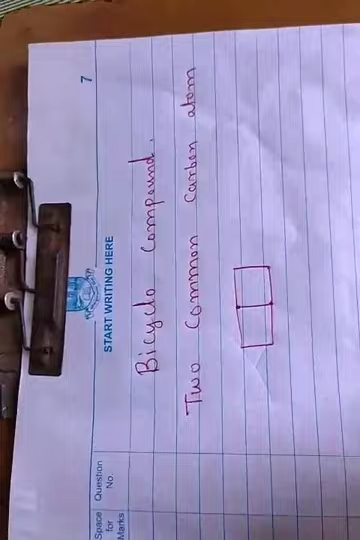 7
START WRITING HERE
Space for Marks
Question No.
Bicyclo Compound.
Two Common Carbon atom